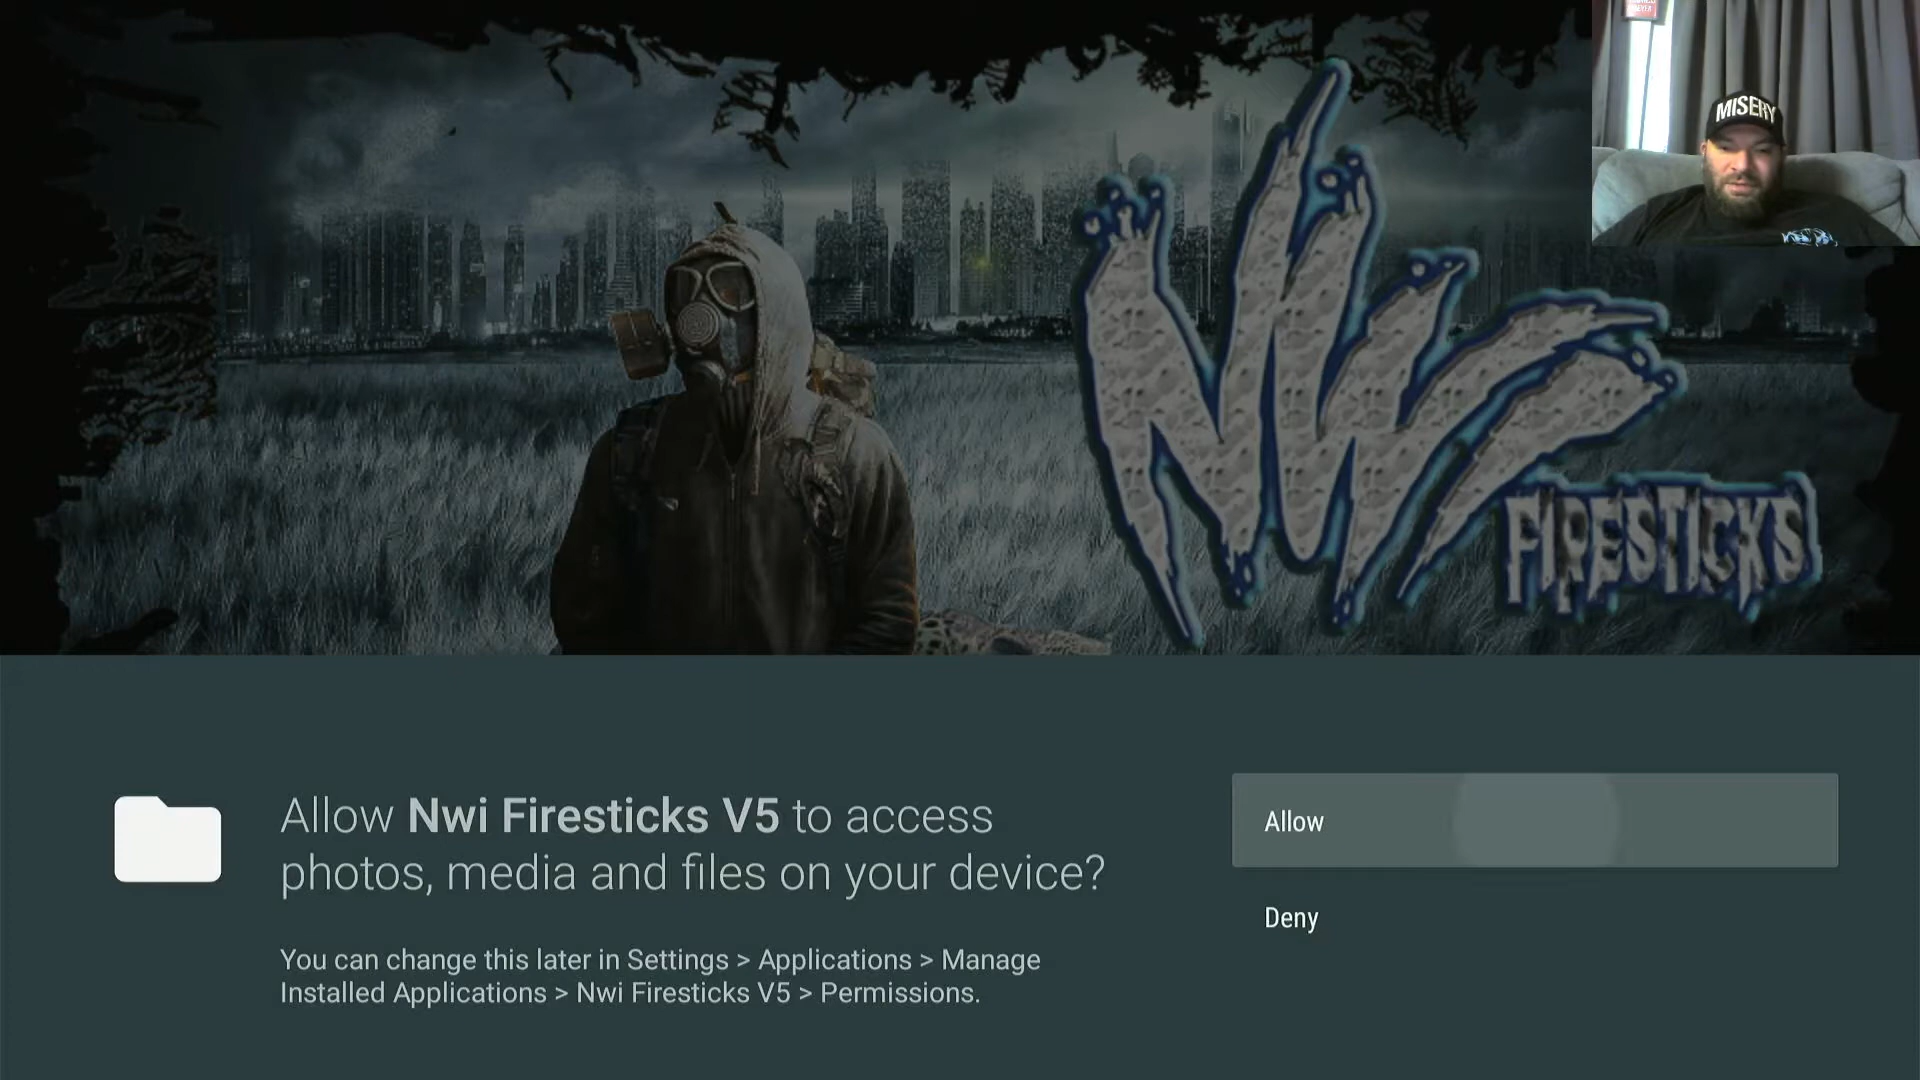 MISERY
NWI
FIRESTICKS
Allow Nwi Firesticks V5 to access
photos, media and files on your device?
You can change this later in Settings > Applications > Manage
Installed Applications > Nwi Firesticks V5 > Permissions.
Allow
Deny